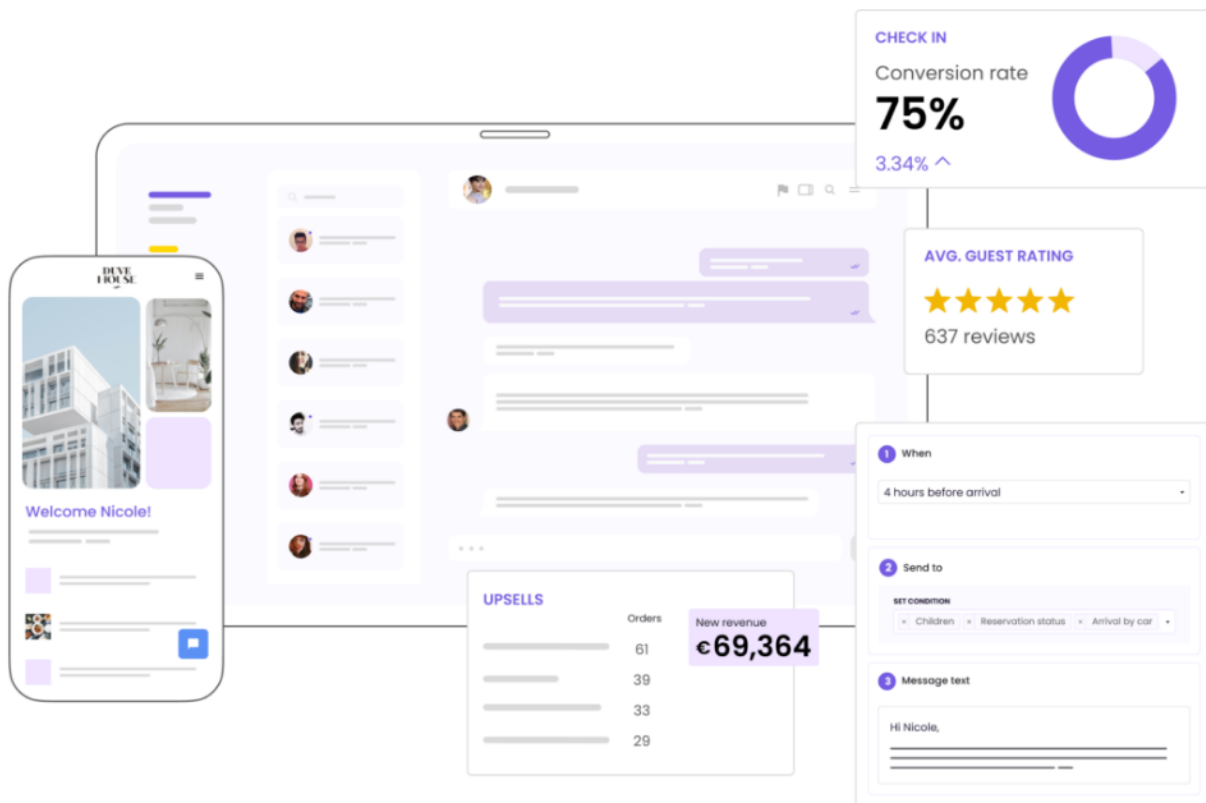 CHECK IN
Conversion rate
75%
3.34%
AVG. GUEST RATING
637 reviews
DUVE
HOUSE
Welcome Nicole!
UPSELLS
Orders
61
39
33
29
New revenue
€69,364
1 When
4 hours before arrival
2 Send to
SET CONDITION
× Children × Reservation status × Arrival by car
3 Message text
Hi Nicole,